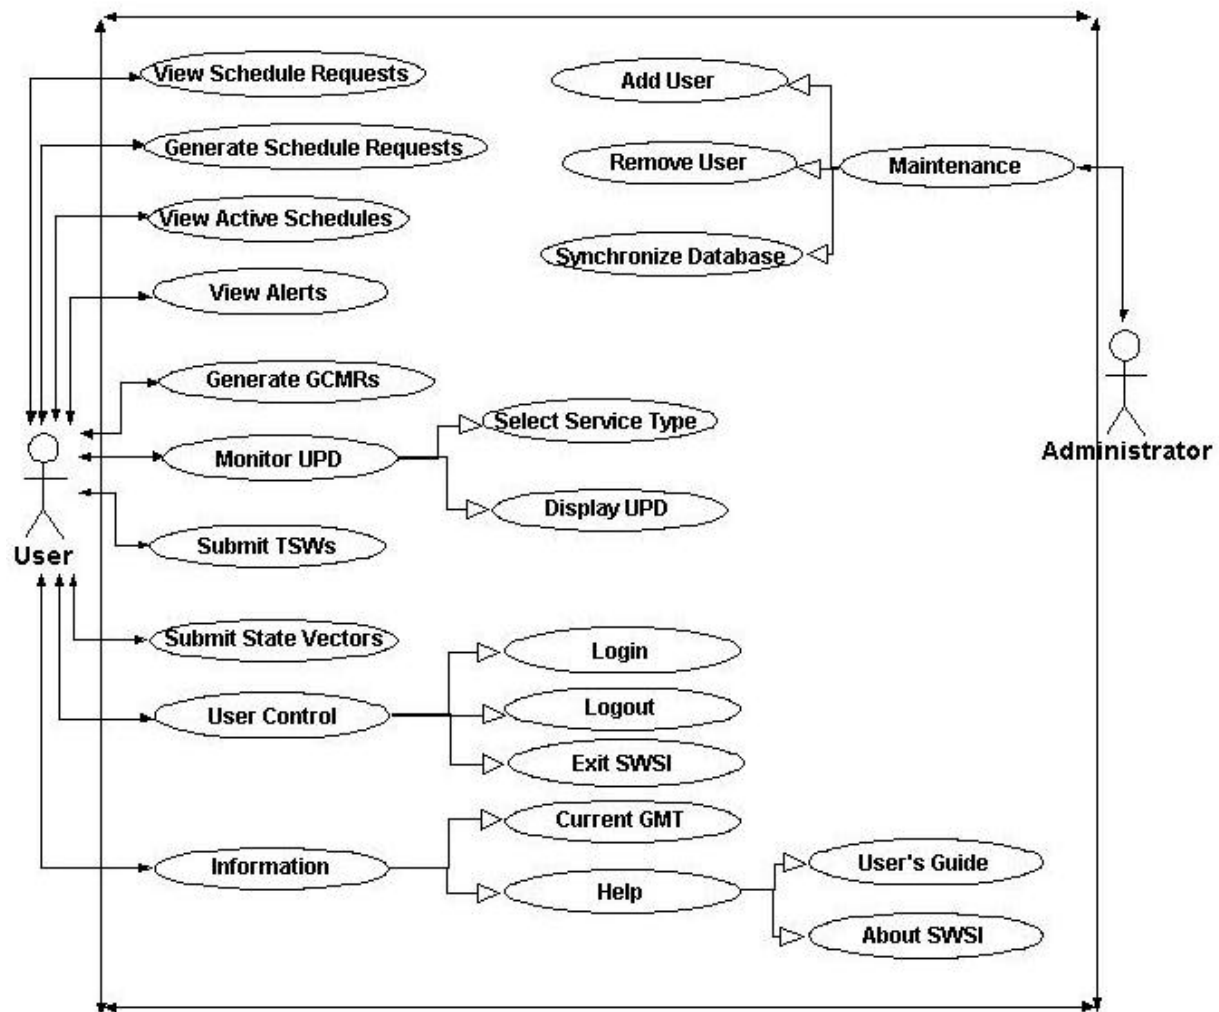 View Schedule Requests
Add User
Generate Schedule Requests
Remove User
Maintenance
View Active Schedules
Synchronize Database
View Alerts
Generate GCMRs
Select Service Type
Administrator
Monitor UPD
Display UPD
Submit TSWs
User
Submit State Vectors
Login
User Control
Logout
Exit SWSI
Current GMT
Information
User's Guide
Help
About SWSI